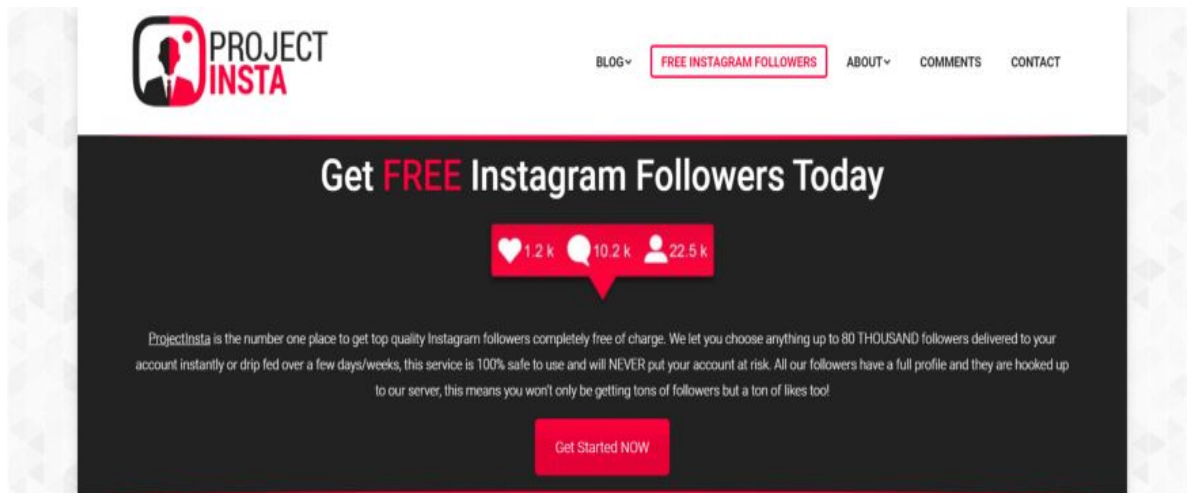 PROJECT
INSTA
BLOG FREE INSTAGRAM FOLLOWERS ABOUT COMMENTS CONTACT
Get FREE Instagram Followers Today
1.2 k 10.2 k 22.5 k
ProjectInsta is the number one place to get top quality Instagram followers completely free of charge. We let you choose anything up to 80 THOUSAND followers delivered to your
account instantly or drip fed over a few days/weeks, this service is 100% safe to use and will NEVER put your account at risk. All our followers have a full profile and they are hooked up
to our server, this means you won't only be getting tons of followers but a ton of likes too!
Get Started NOW